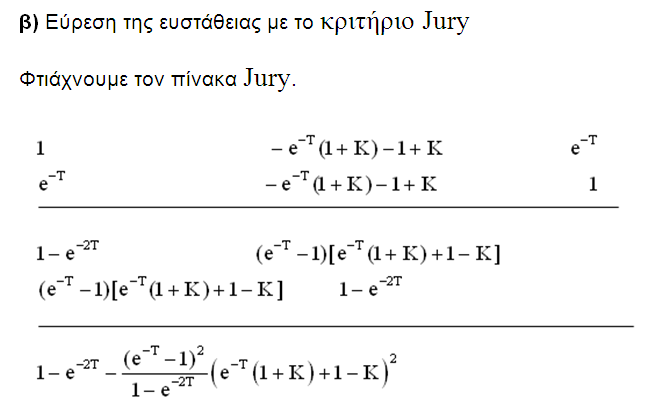 β) Εύρεση της ευστάθειας με το κριτήριο Jury
Φτιάχνουμε τον πίνακα Jury.
1 − e⁻ᵀ(1+ K) −1+ K e⁻ᵀ
e⁻ᵀ − e⁻ᵀ(1+ K) −1+ K 1
1− e⁻²ᵀ (e⁻ᵀ −1)[e⁻ᵀ(1+ K) +1− K]
(e⁻ᵀ −1)[e⁻ᵀ(1+ K) +1− K] 1− e⁻²ᵀ
1− e⁻²ᵀ − (e⁻ᵀ −1)² / (1− e⁻²ᵀ) (e⁻ᵀ(1+ K) +1− K)²